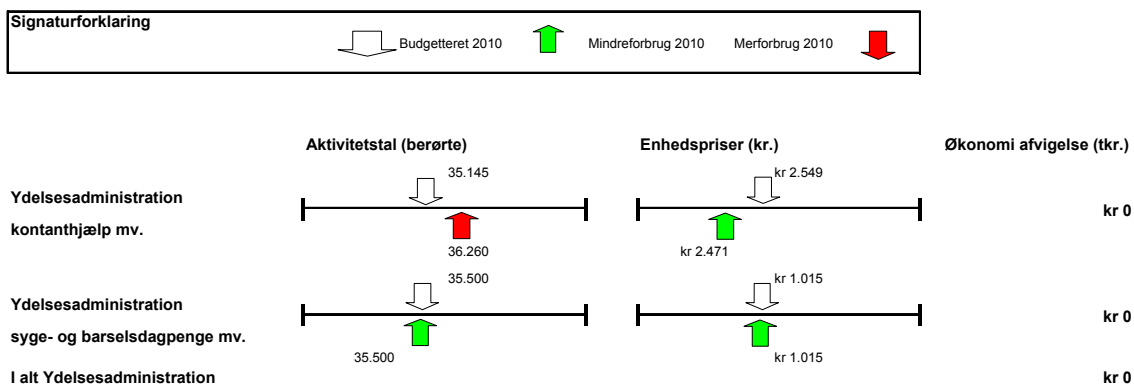 Signaturforklaring
Budgetteret 2010 Mindreforbrug 2010 Merforbrug 2010
Aktivitetstal (berørte) Enhedspriser (kr.) Økonomi afvigelse (tkr.)
35.145 kr 2.549
Ydelsesadministration
kontanthjælp mv.
kr 0
36.260 kr 2.471
35.500 kr 1.015
Ydelsesadministration
syge- og barselsdagpenge mv.
kr 0
35.500 kr 1.015
I alt Ydelsesadministration kr 0